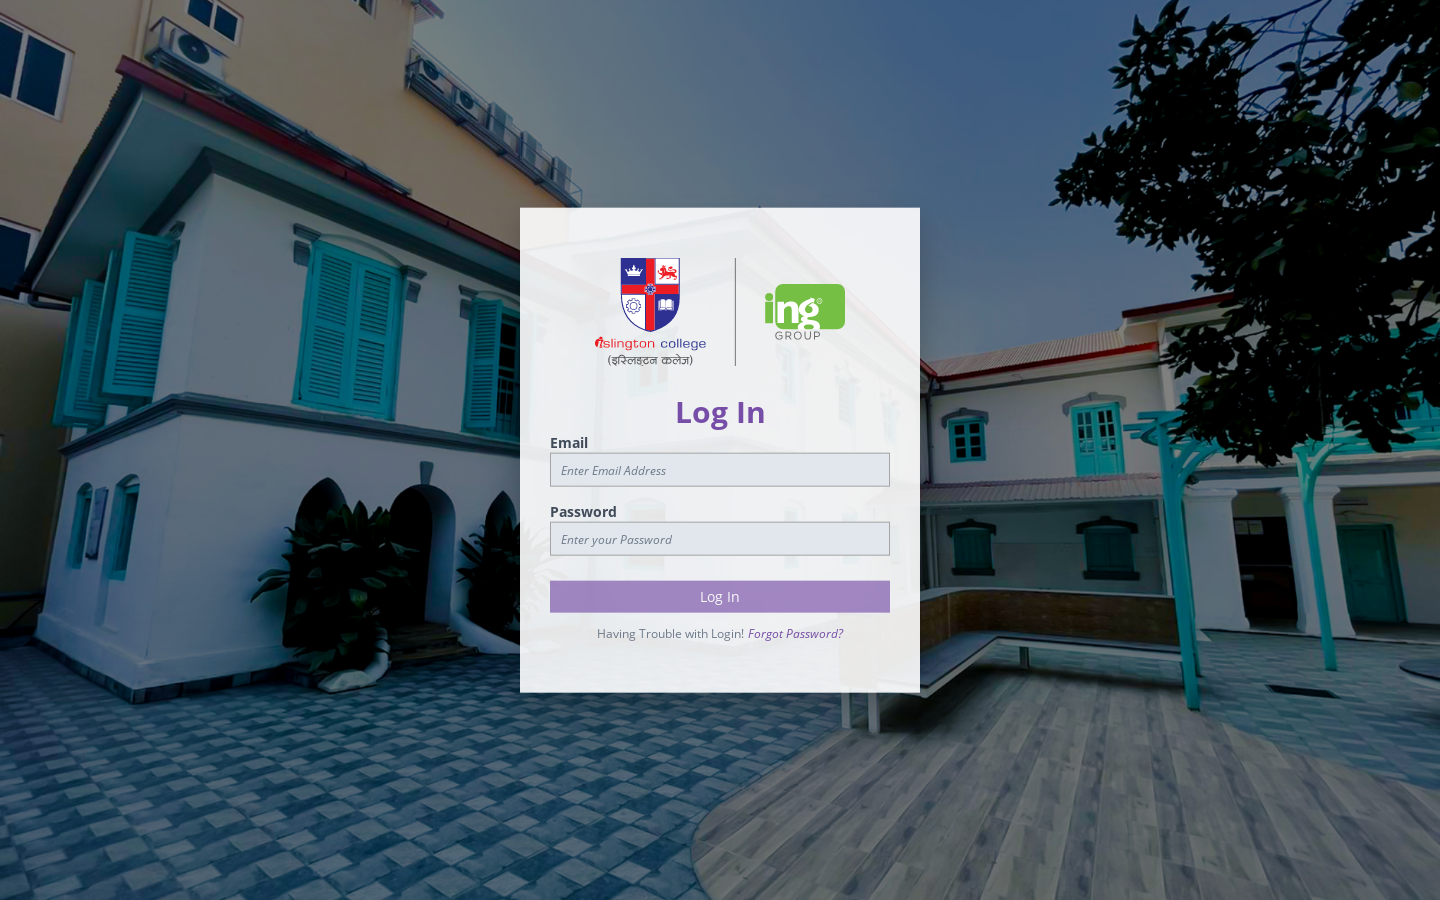 islington college
(इस्लिङ्टन कलेज)
ing®
GROUP
Log In
Email
Enter Email Address
Password
Enter your Password
Log In
Having Trouble with Login! Forgot Password?